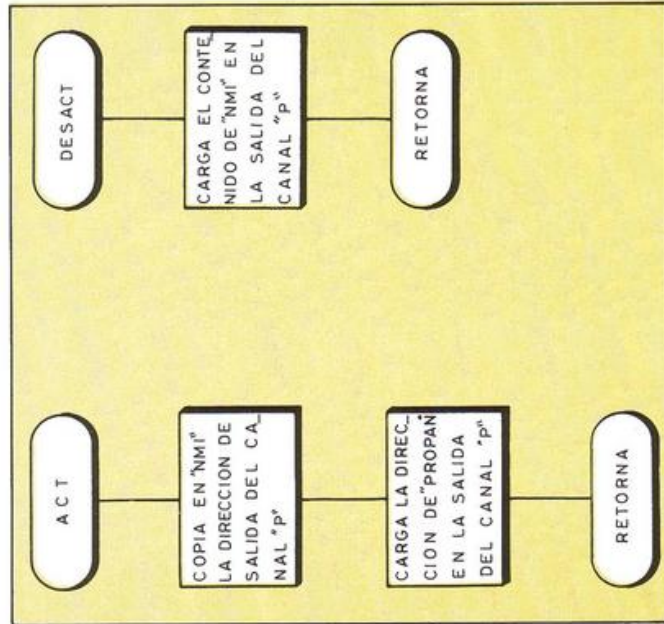 ACT
COPIA EN "NMI"
LA DIRECCION DE
SALIDA DEL CA_
NAL "P"
CARGA LA DIREC_
CION DE "PROPAN"
EN LA SALIDA
DEL CANAL "P"
RETORNA
DESACT
CARGA EL CONTE_
NIDO DE "NMI" EN
LA SALIDA DEL
CANAL "P"
RETORNA